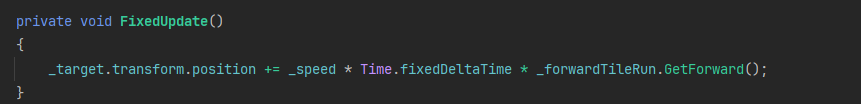 private void FixedUpdate()
{
    _target.transform.position += _speed * Time.fixedDeltaTime * _forwardTileRun.GetForward();
}